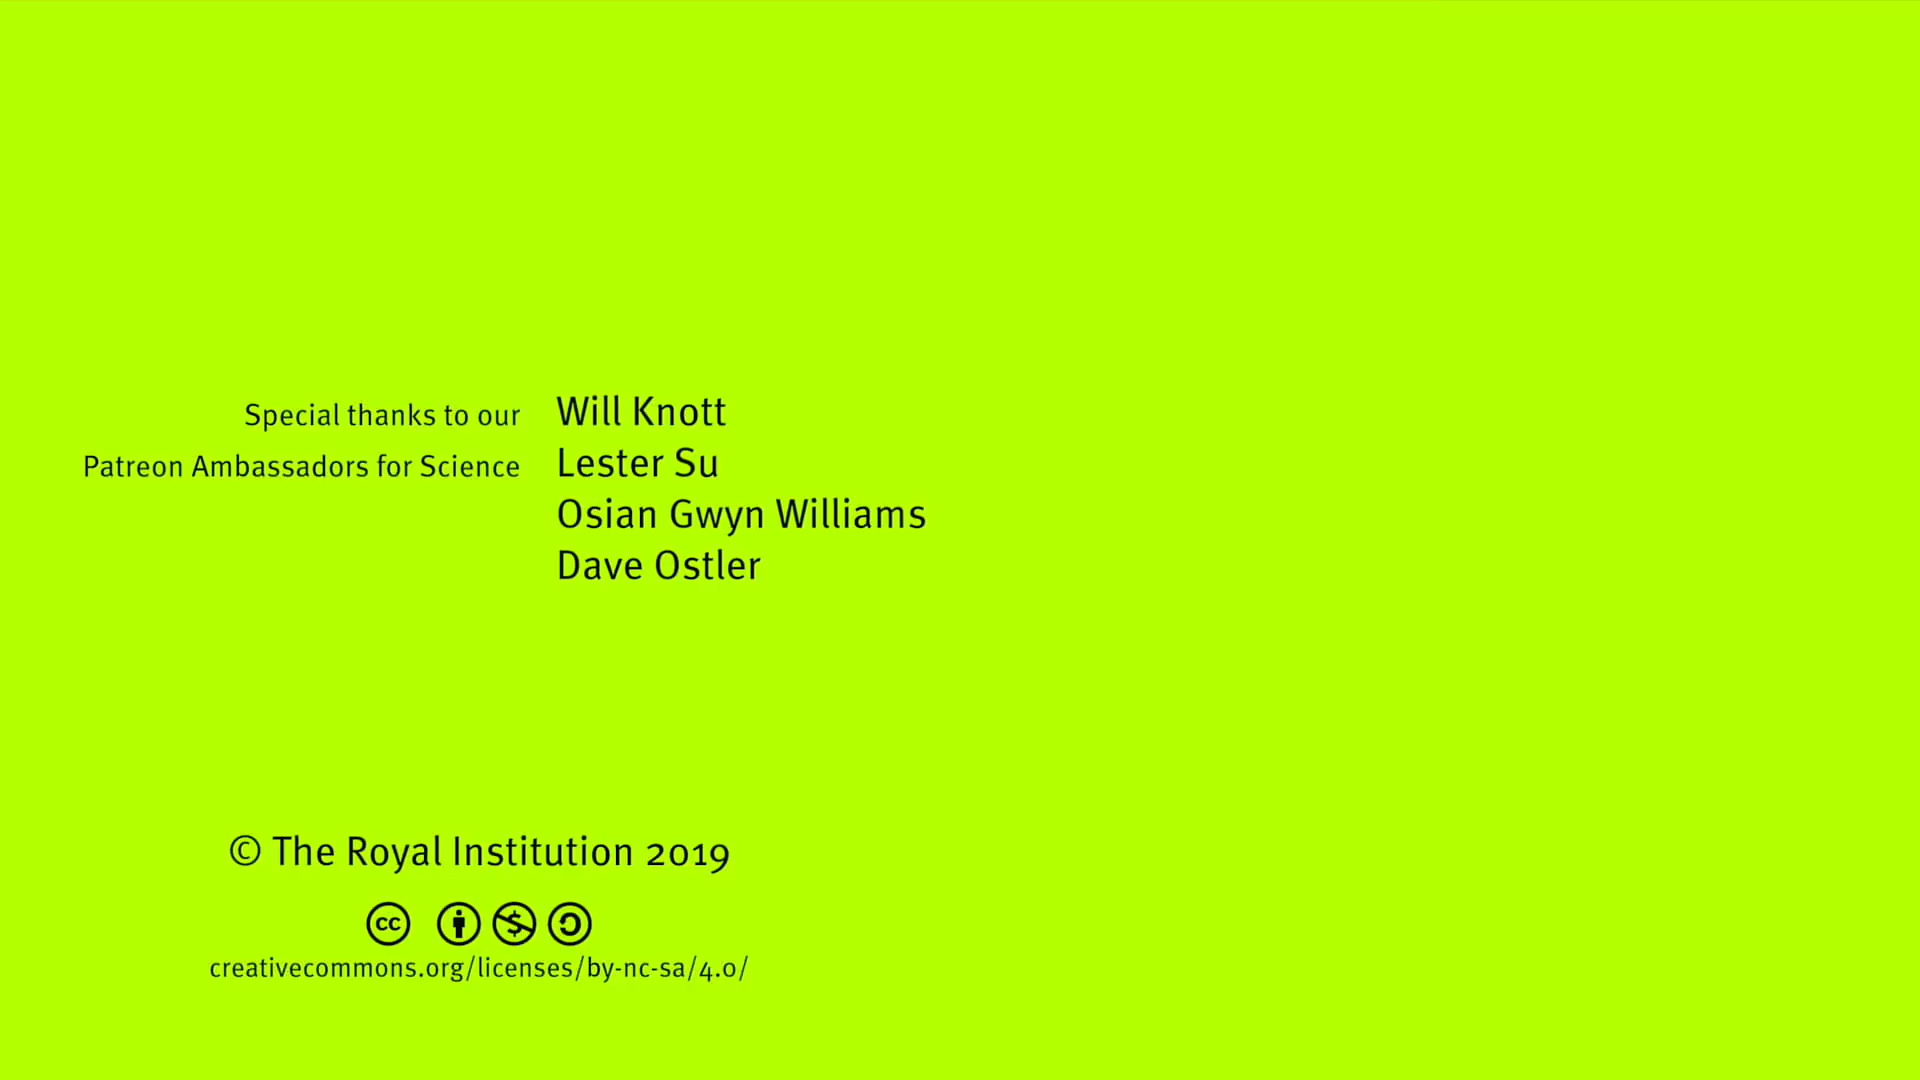 Special thanks to our Will Knott
Patreon Ambassadors for Science Lester Su
Osian Gwyn Williams
Dave Ostler
© The Royal Institution 2019
cc
creativecommons.org/licenses/by-nc-sa/4.0/